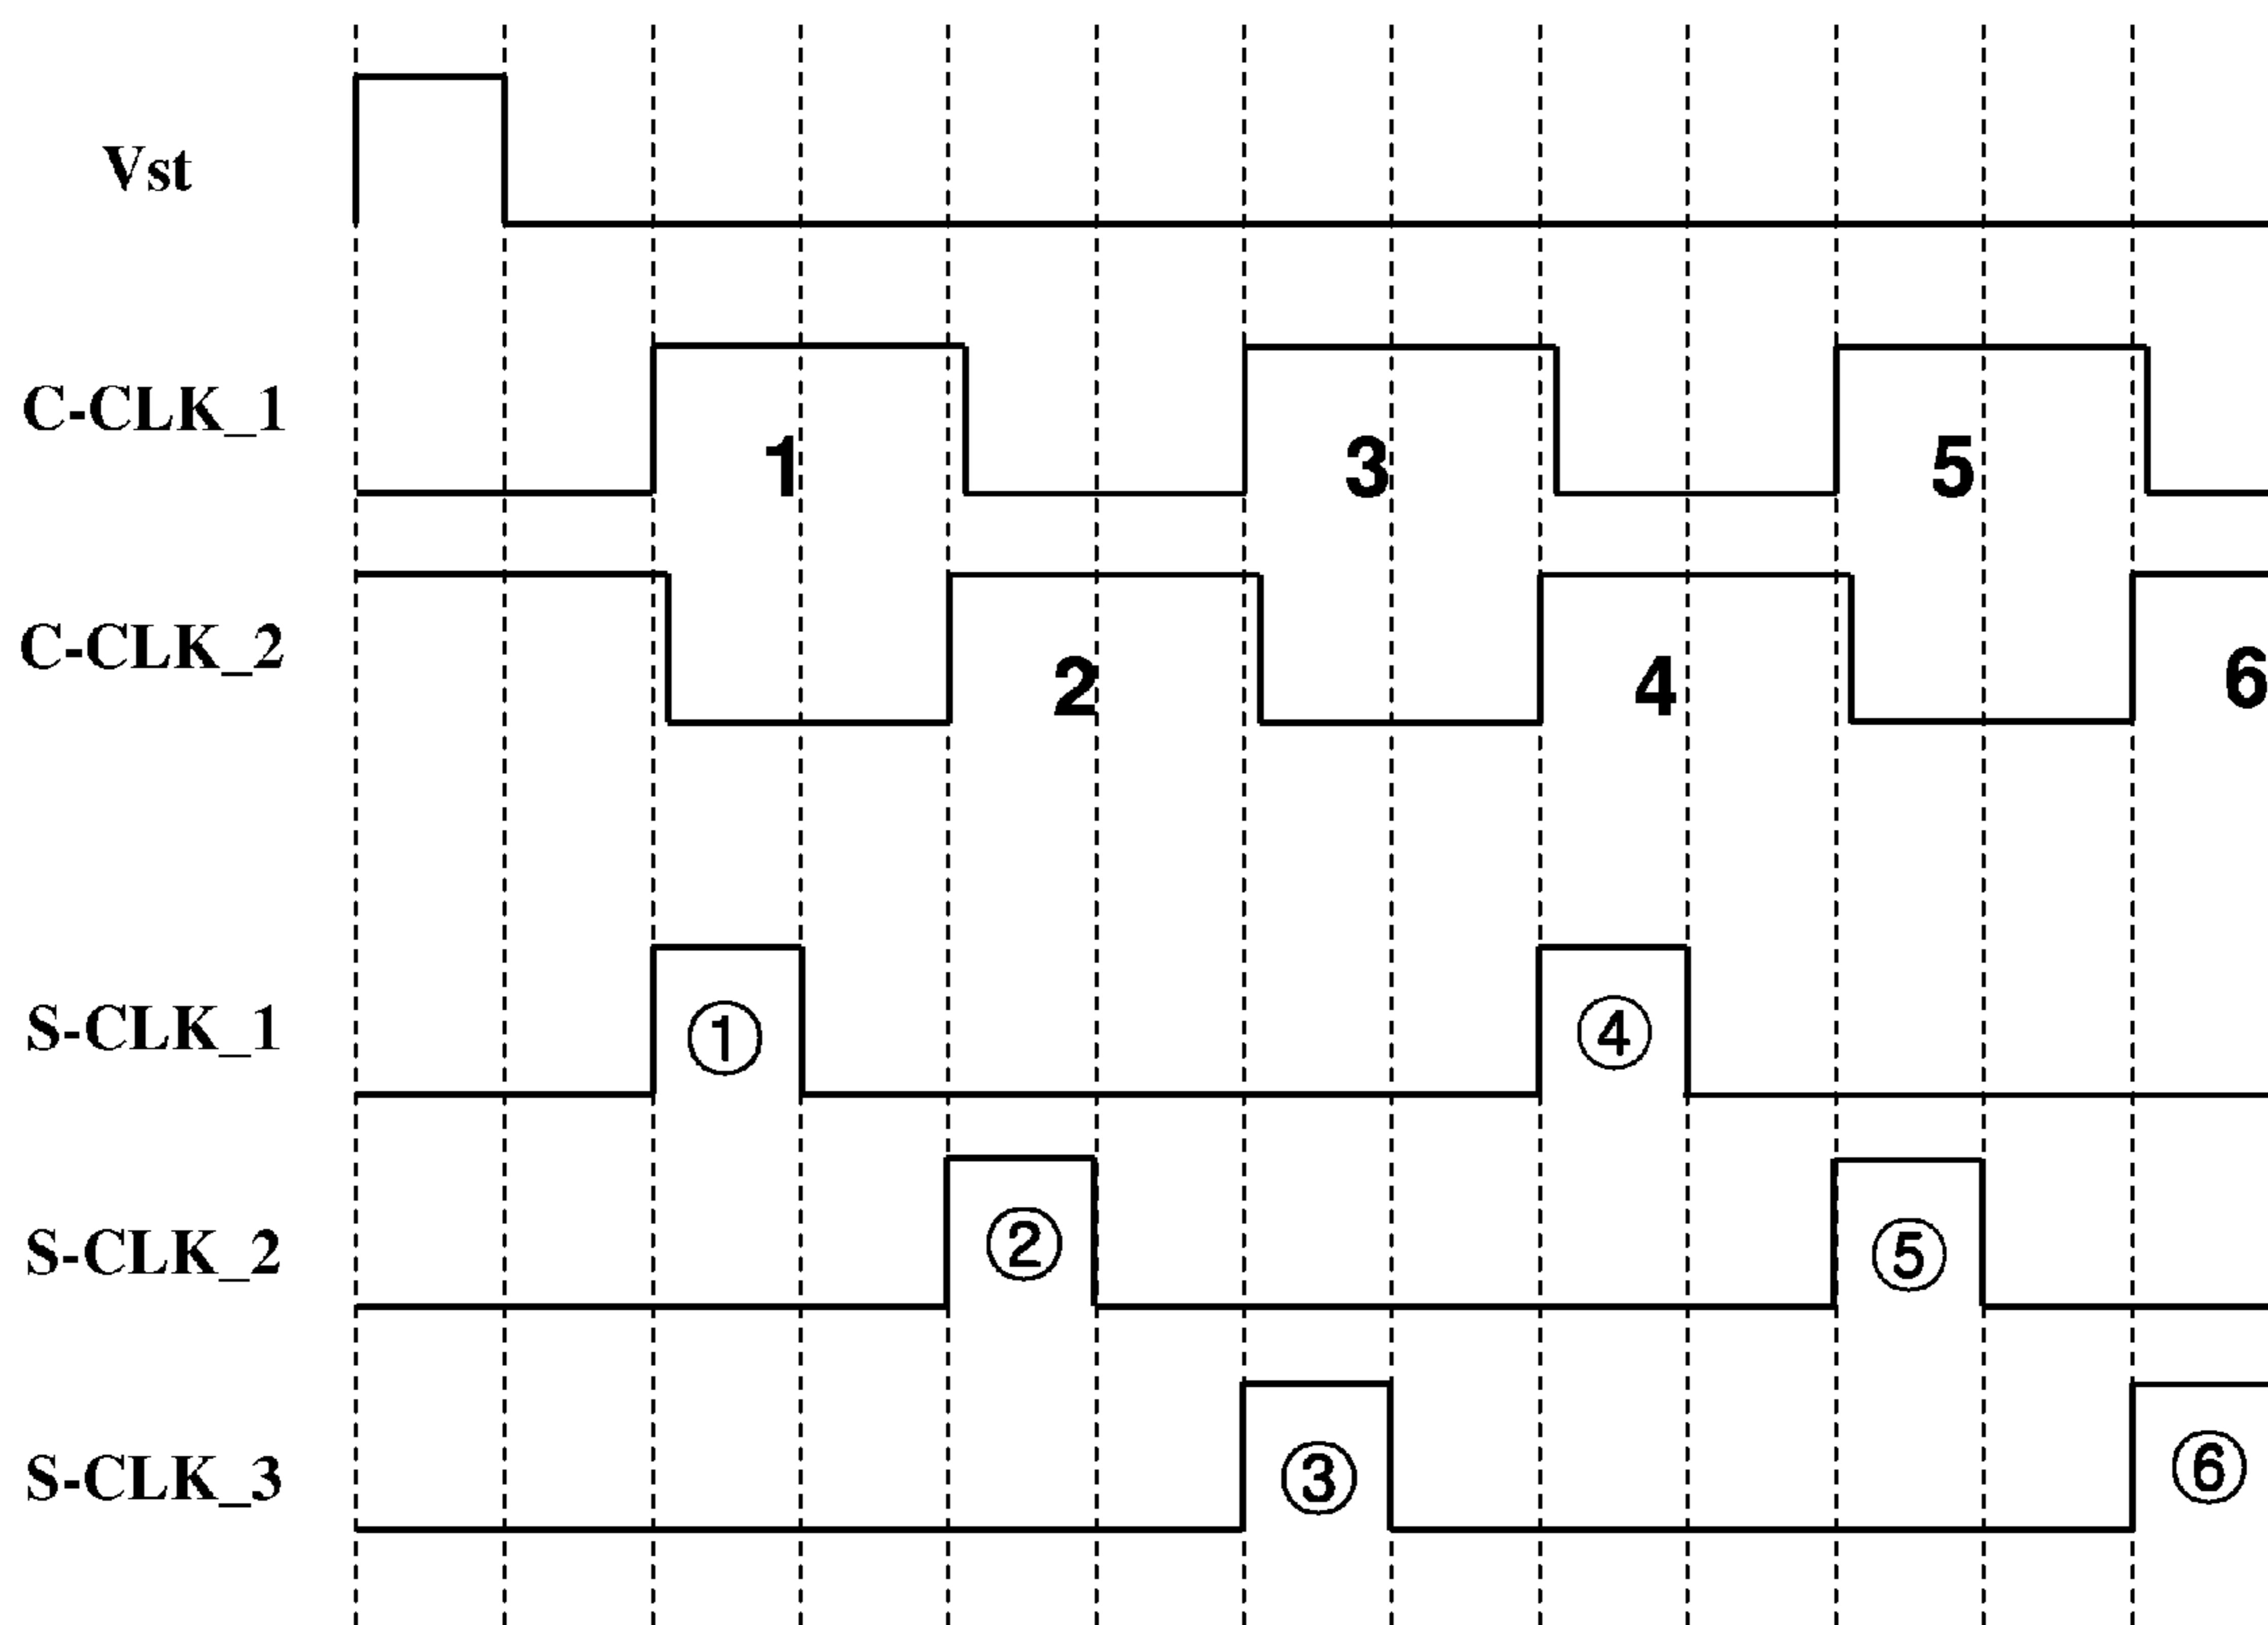 Vst
C-CLK_1
1 3 5
C-CLK_2
2 4 6
S-CLK_1
① ④
S-CLK_2
② ⑤
S-CLK_3
③ ⑥